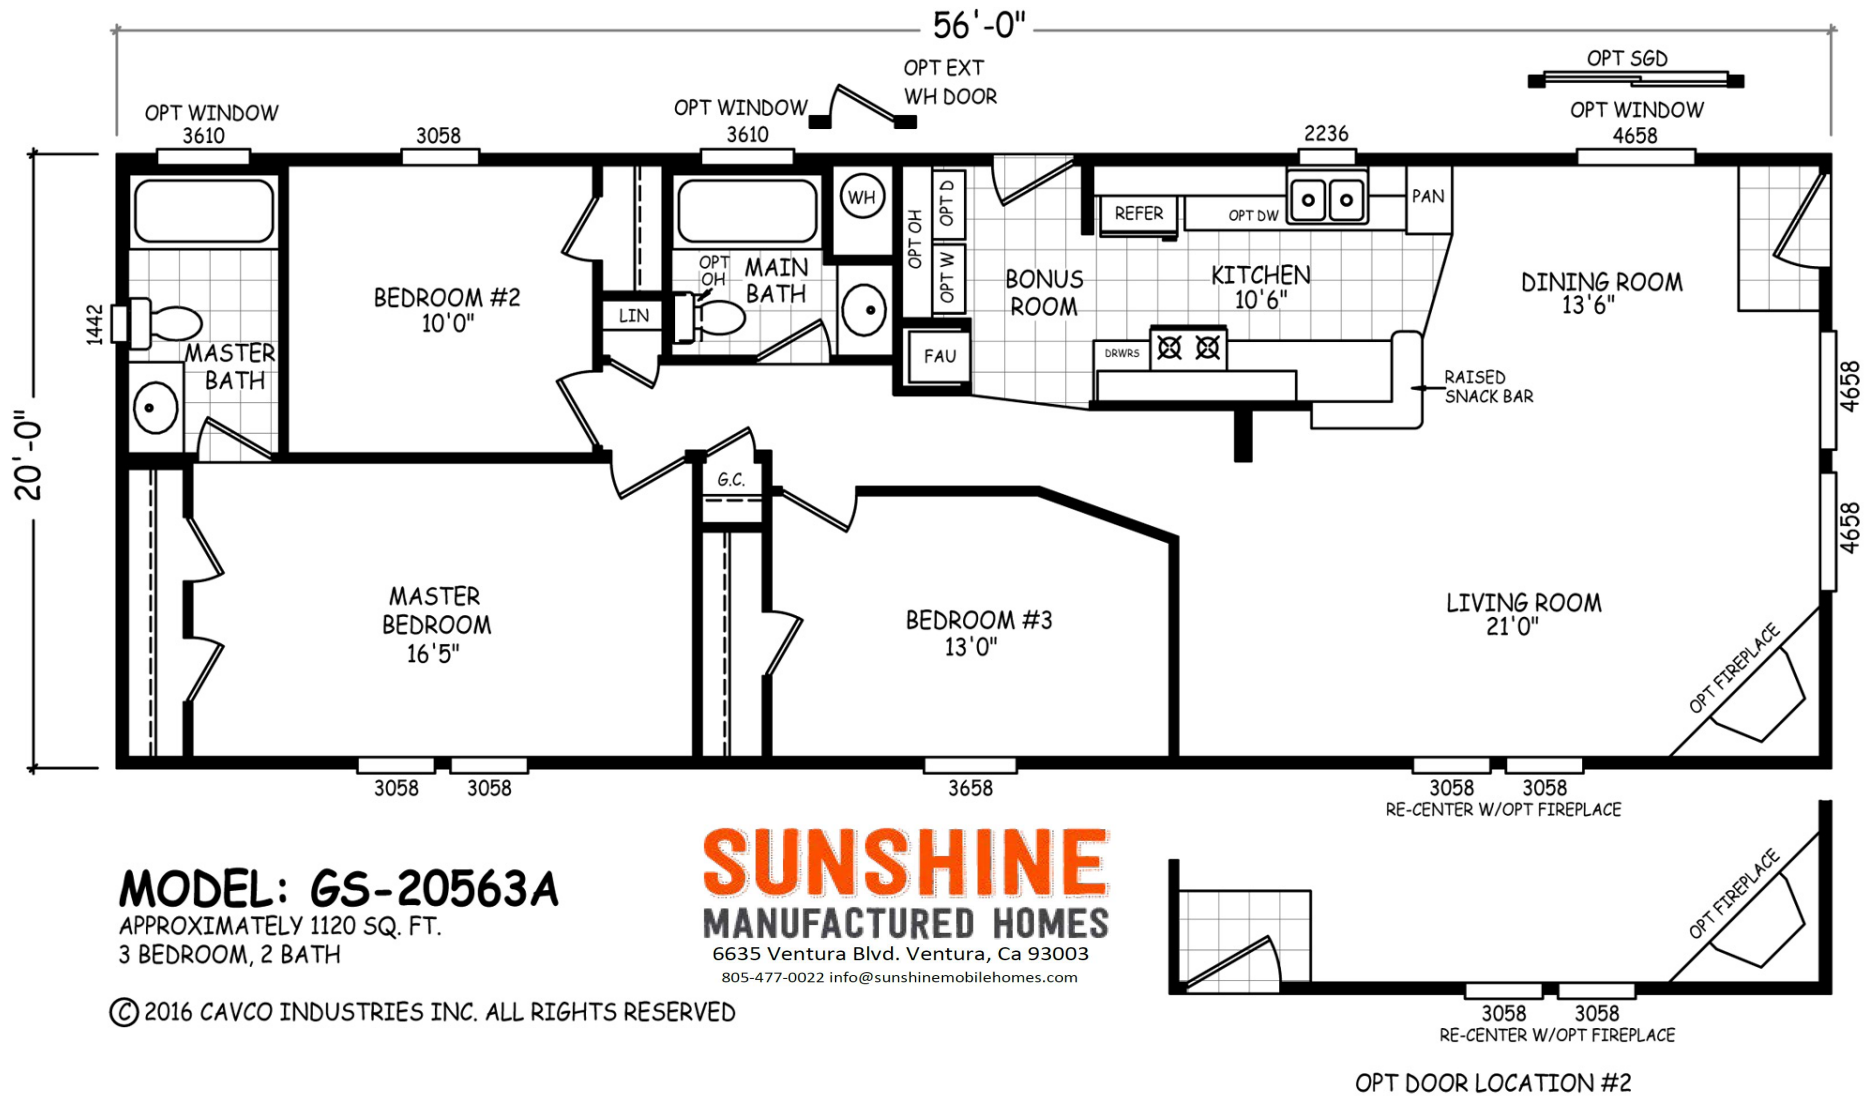 56'-0"
OPT EXT
WH DOOR
OPT SGD
OPT WINDOW
3610
3058
OPT WINDOW
3610
2236
OPT WINDOW
4658
WH
OPT OH
OPT D
OPT W
REFER
OPT DW
PAN
OPT
OH
MAIN
BATH
BONUS
ROOM
KITCHEN
10'6"
DINING ROOM
13'6"
BEDROOM #2
10'0"
LIN
1442
MASTER
BATH
FAU
DRWRS
RAISED
SNACK BAR
4658
20'-0"
G.C.
4658
MASTER
BEDROOM
16'5"
BEDROOM #3
13'0"
LIVING ROOM
21'0"
OPT FIREPLACE
3058
3058
3658
3058
3058
RE-CENTER W/OPT FIREPLACE
MODEL: GS-20563A
APPROXIMATELY 1120 SQ. FT.
3 BEDROOM, 2 BATH
© 2016 CAVCO INDUSTRIES INC. ALL RIGHTS RESERVED
SUNSHINE
MANUFACTURED HOMES
6635 Ventura Blvd. Ventura, Ca 93003
805-477-0022 info@sunshinemobilehomes.com
OPT FIREPLACE
3058
3058
RE-CENTER W/OPT FIREPLACE
OPT DOOR LOCATION #2